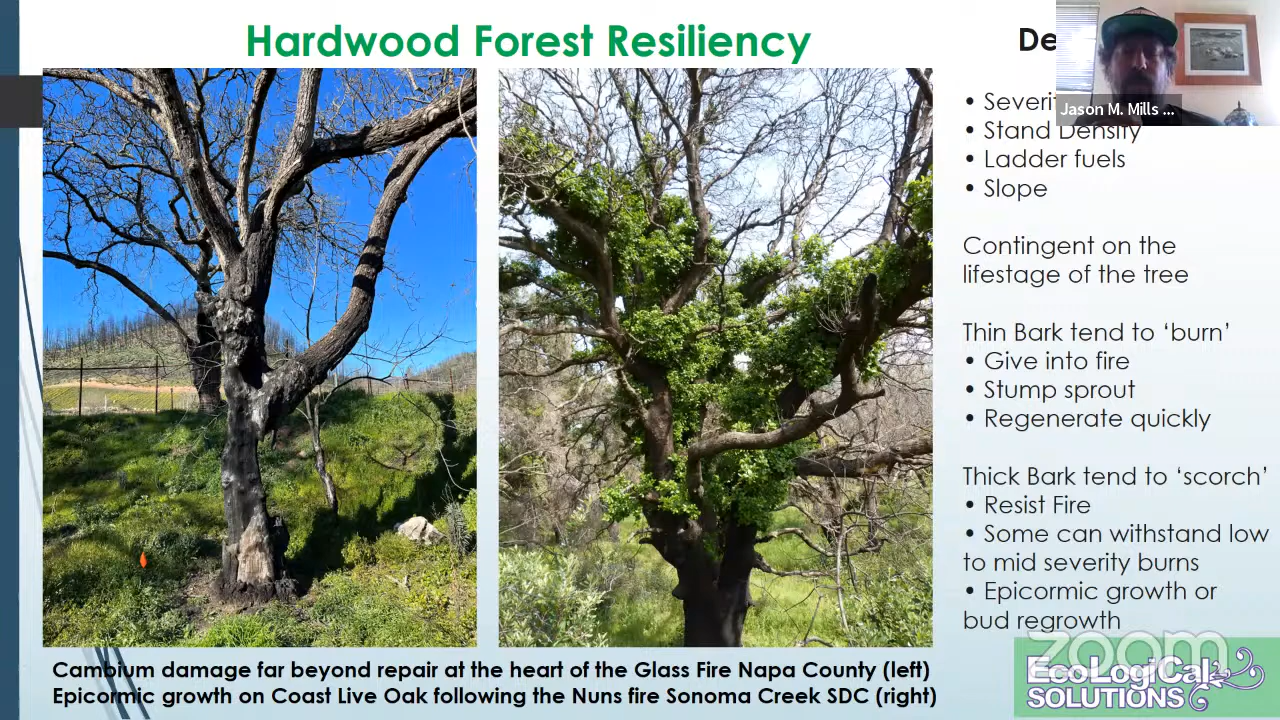 Hardwood Forest Resiliency
Jason M. Mills ...
• Stand Density
• Ladder fuels
• Slope
Contingent on the
lifestage of the tree
Thin Bark tend to ‘burn’
• Give into fire
• Stump sprout
• Regenerate quickly
Thick Bark tend to ‘scorch’
• Resist Fire
• Some can withstand low
to mid severity burns
• Epicormic growth or
bud regrowth
Cambium damage far beyond repair at the heart of the Glass Fire Napa County (left)
Epicormic growth on Coast Live Oak following the Nuns fire Sonoma Creek SDC (right)
zoom
EcoLogiCal
SOLUTIONS